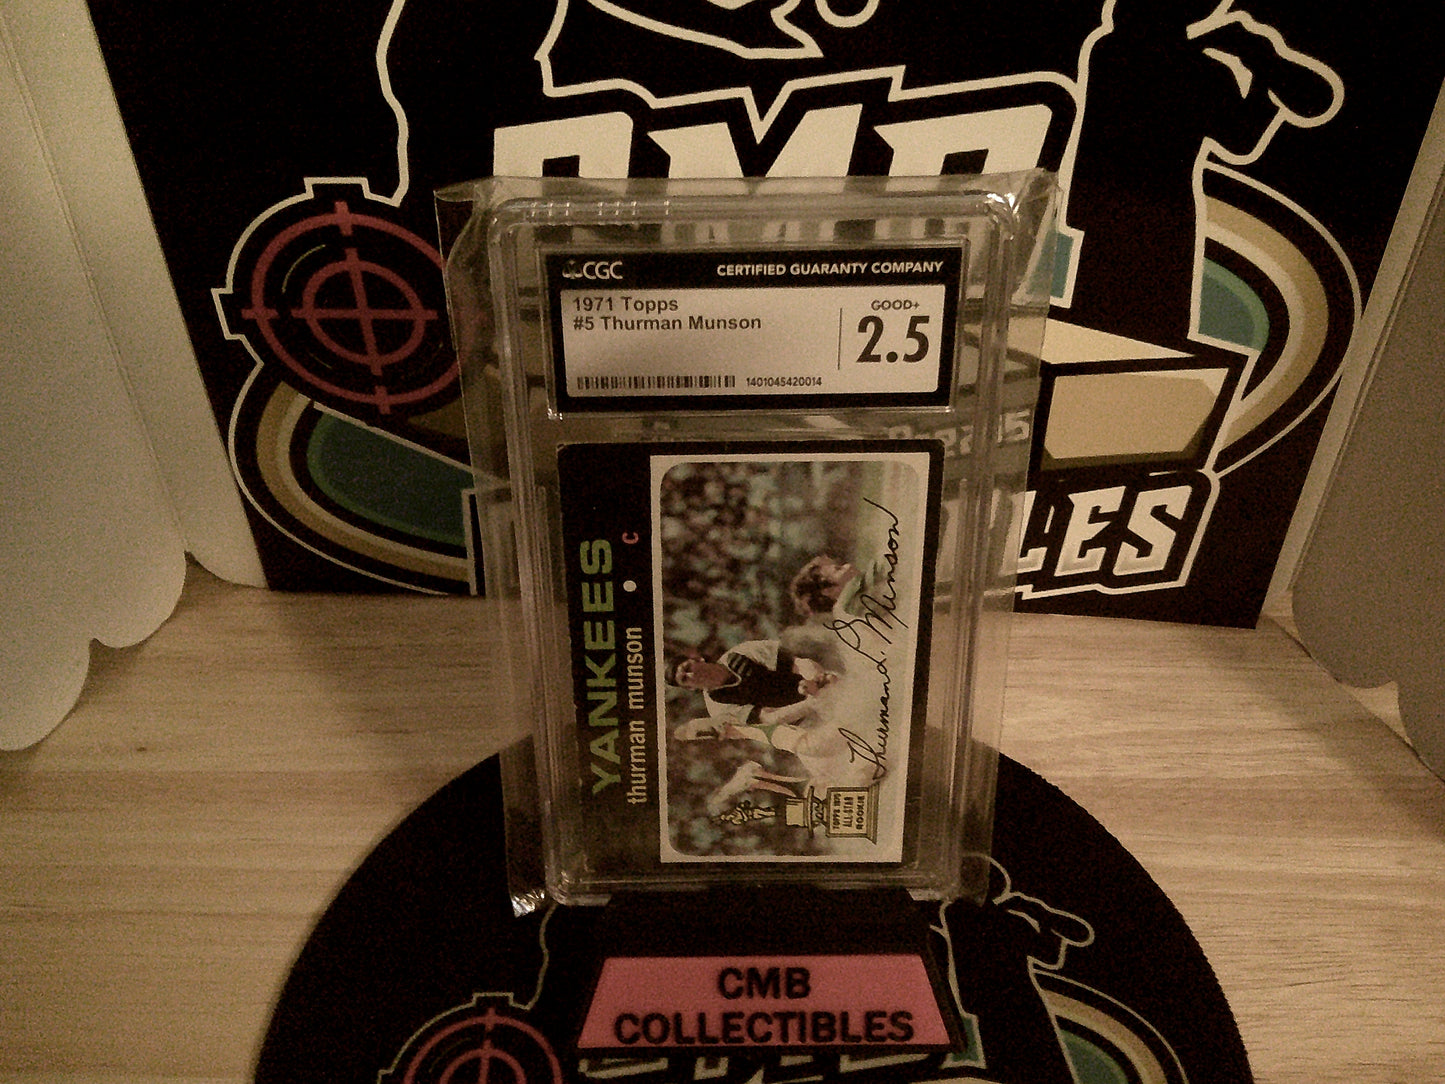 CGC CERTIFIED GUARANTY COMPANY
1971 Topps
#5 Thurman Munson
GOOD+
2.5
1401045420014
YANKEES
thurman munson • C
Thurman L. Munson
TOPPS 1970
ALL-STAR
ROOKIE
CMB
COLLECTIBLES